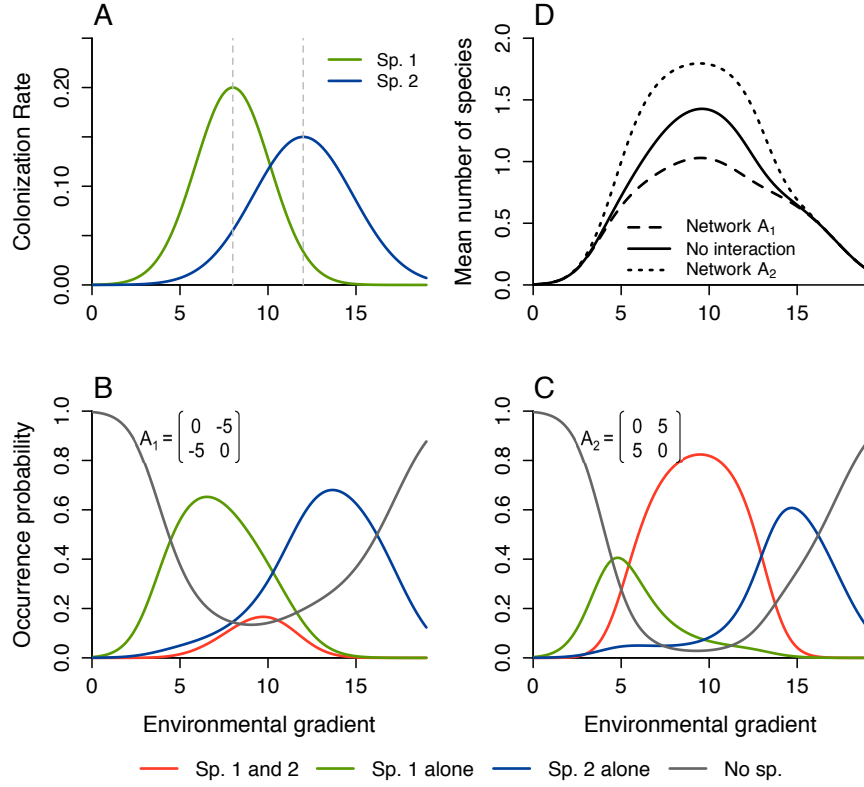 A
Colonization Rate
0.00 0.10 0.20
Sp. 1
Sp. 2
0 5 10 15
D
Mean number of species
0.0 0.5 1.0 1.5 2.0
Network A1
No interaction
Network A2
0 5 10 15
B
Occurrence probability
0.0 0.2 0.4 0.6 0.8 1.0
A1 = 0 -5
-5 0
0 5 10 15
Environmental gradient
C
0.0 0.2 0.4 0.6 0.8 1.0
A2 = 0 5
5 0
0 5 10 15
Environmental gradient
Sp. 1 and 2 Sp. 1 alone Sp. 2 alone No sp.